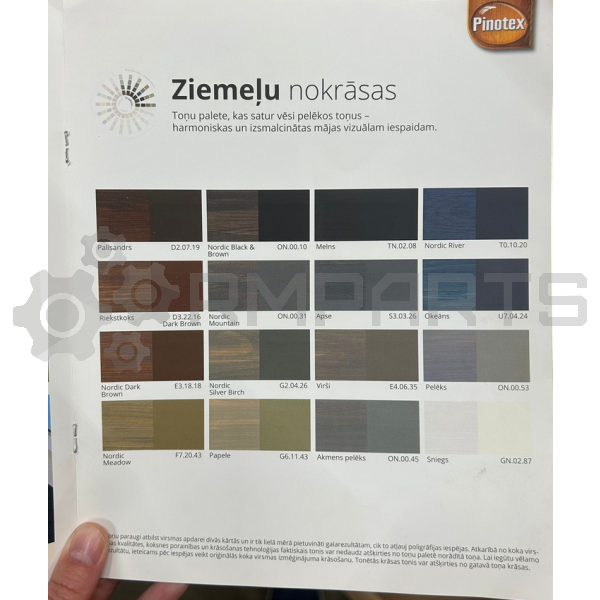 Pinotex
Ziemeļu nokrāsas
Toņu palete, kas satur vēsi pelēkos toņus –
harmoniskas un izsmalcinātas mājas vizuālam iespaidam.
Palisandrs D2.07.19
Nordic Black & Brown ON.00.10
Melns TN.02.08
Nordic River T0.10.20
RMPARTS
Riekstkoks D3.22.16
Dark Brown
Nordic Mountain ON.00.31
Apse S3.03.26
Okeāns U7.04.24
Nordic Dark Brown E3.18.18
Nordic Silver Birch G2.04.26
Virši E4.06.35
Pelēks ON.00.53
Nordic Meadow F7.20.43
Papele G6.11.43
Akmens pelēks ON.00.45
Sniegs GN.02.87
paraugi atbilst virsmas apdarei divās kārtās un ir tik lielā mērā pietuvināti galarezultātam, cik to atļauj poligrāfijas iespējas. Atkarībā no koka virs-
kvalitātes, koksnes porainības un krāsošanas tehnoloģijas faktiskais tonis var nedaudz atšķirties no toņu paletē norādītā toņa. Lai iegūtu vēlamo
ieteicams pēc iespējas veikt oriģinālās koka virsmas izmēģinājuma krāsošanu. Tonētās krāsas tonis var atšķirties no gatavā toņa krāsas.